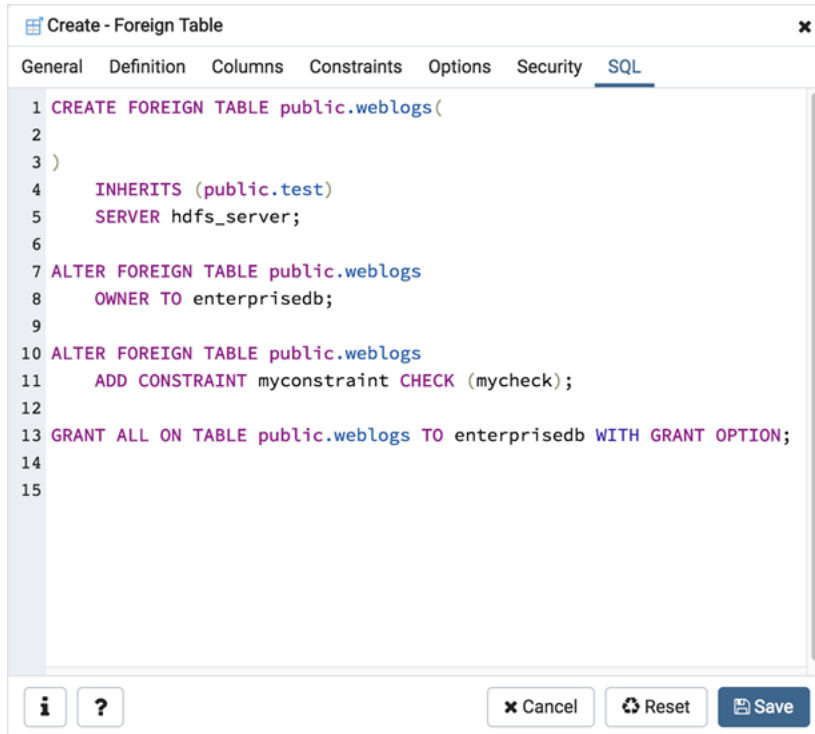 Create - Foreign Table
General Definition Columns Constraints Options Security SQL
1 CREATE FOREIGN TABLE public.weblogs(
2
3 )
4     INHERITS (public.test)
5     SERVER hdfs_server;
6
7 ALTER FOREIGN TABLE public.weblogs
8     OWNER TO enterprisedb;
9
10 ALTER FOREIGN TABLE public.weblogs
11     ADD CONSTRAINT myconstraint CHECK (mycheck);
12
13 GRANT ALL ON TABLE public.weblogs TO enterprisedb WITH GRANT OPTION;
14
15
i ? Cancel Reset Save